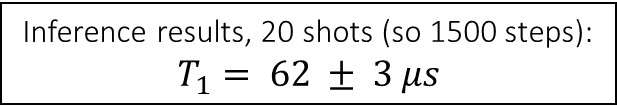 Inference results, 20 shots (so 1500 steps):
T₁ = 62 ± 3 μs